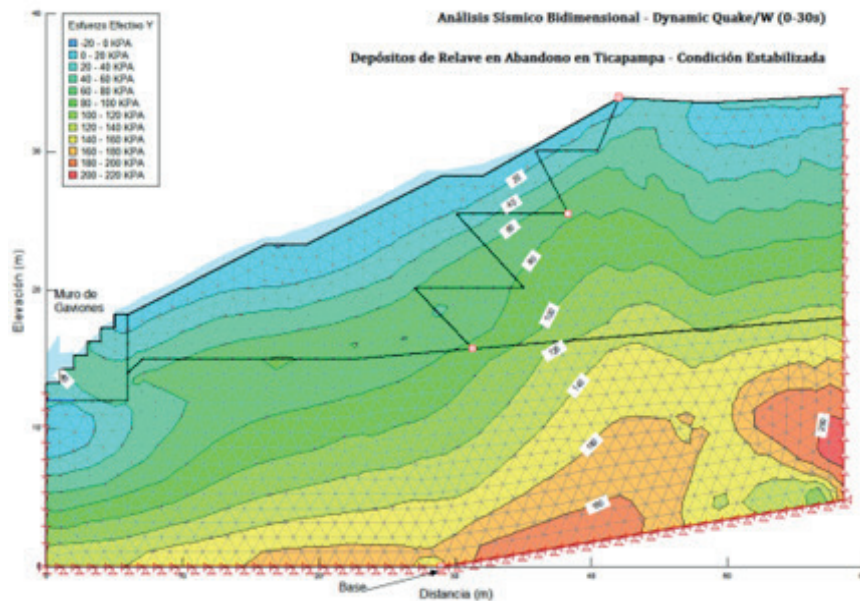 Análisis Sísmico Bidimensional - Dynamic Quake/W (0-30s)
Depósitos de Relave en Abandono en Ticapampa - Condición Estabilizada
Esfuerzo Efectivo Y
-20 - 0 KPA
0 - 20 KPA
20 - 40 KPA
40 - 60 KPA
60 - 80 KPA
80 - 100 KPA
100 - 120 KPA
120 - 140 KPA
140 - 160 KPA
160 - 180 KPA
180 - 200 KPA
200 - 220 KPA
Elevación (m)
40
20
Muro de
Gaviones
20
40
80
100
120
140
200
Base
40
Distancia (m)